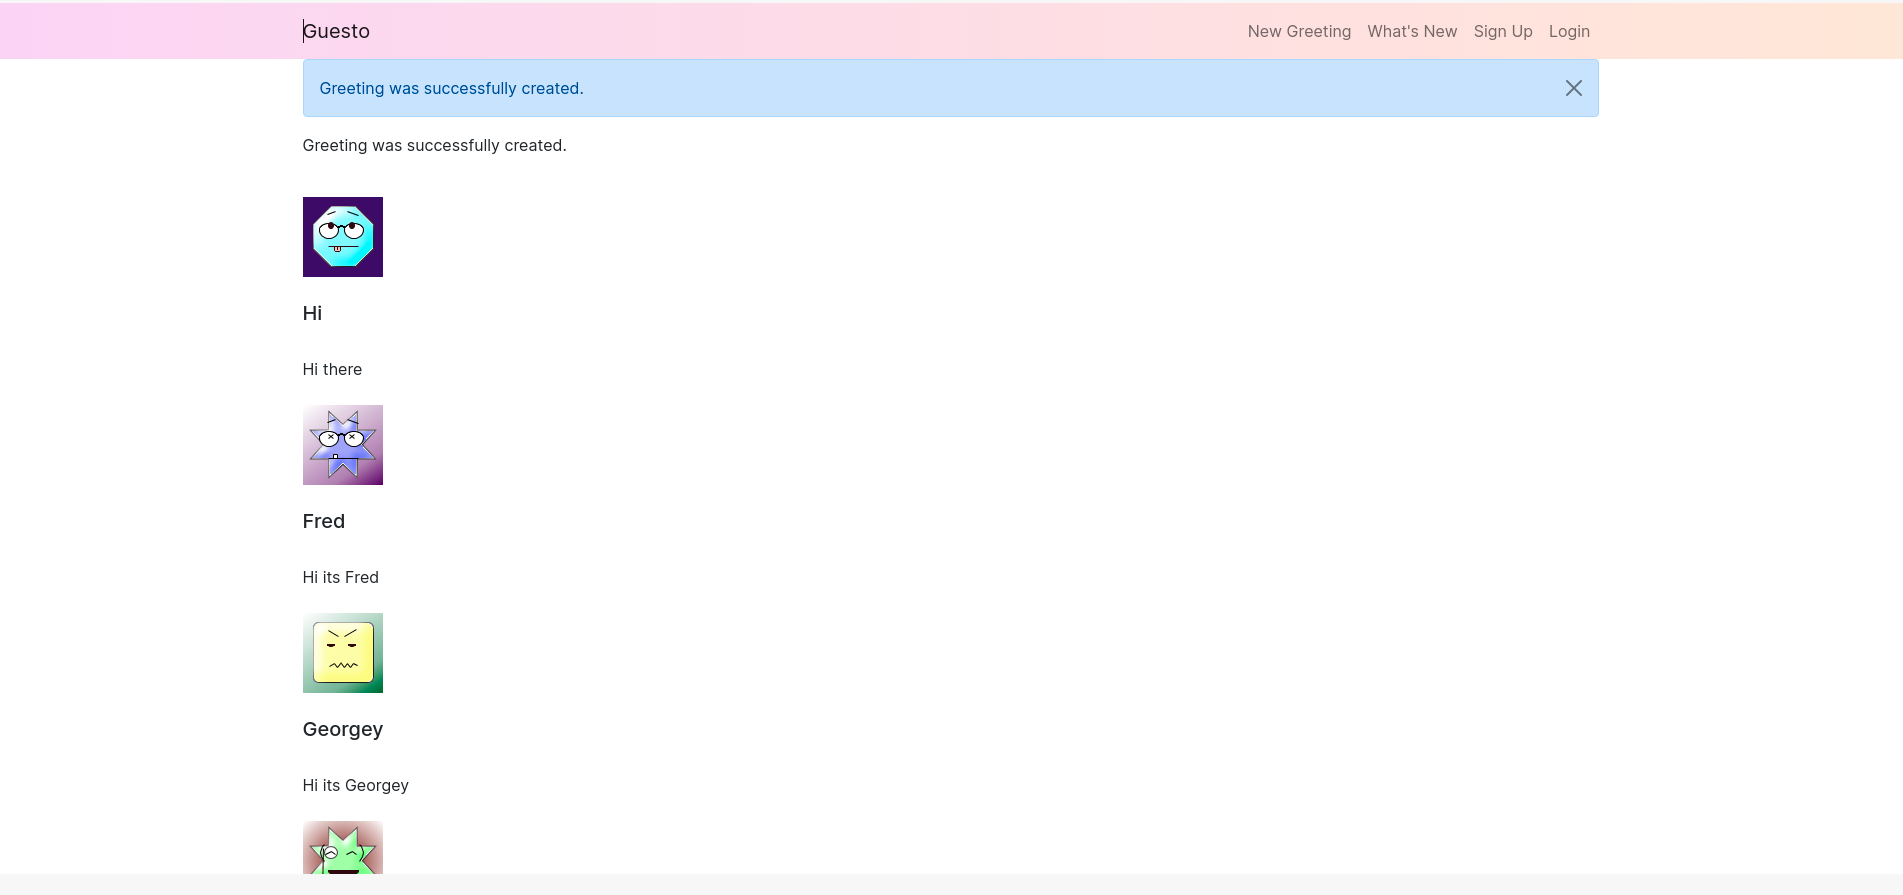 Guesto New Greeting What's New Sign Up Login
Greeting was successfully created.
Greeting was successfully created.
Hi
Hi there
Fred
Hi its Fred
Georgey
Hi its Georgey